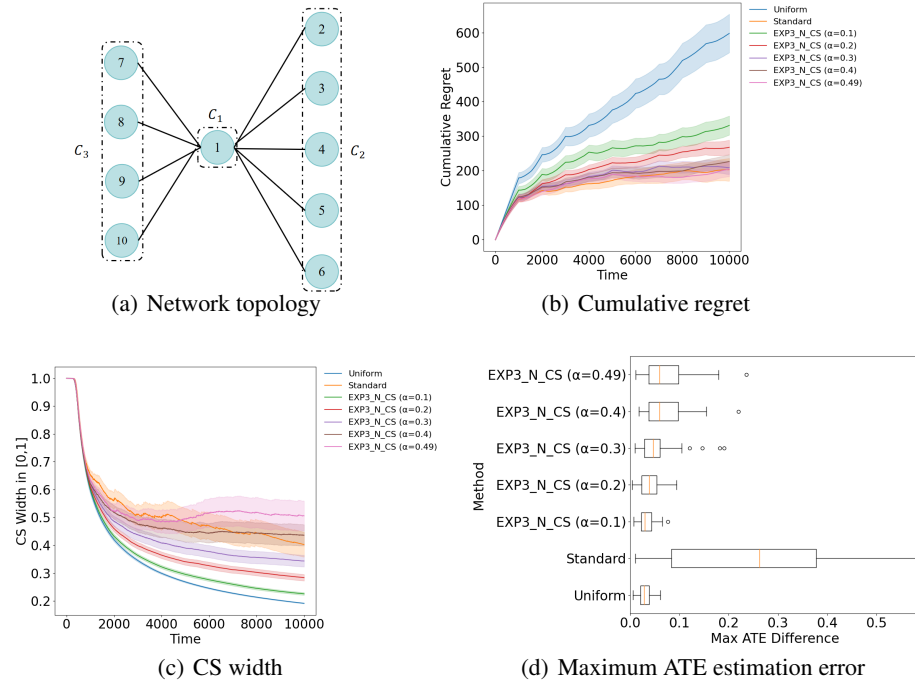 7
8
9
10
C₃
C₁
1
2
3
4
5
6
C₂
(a) Network topology
Cumulative Regret
600
500
400
300
200
100
0
0 2000 4000 6000 8000 10000
Time
Uniform
Standard
EXP3_N_CS (α=0.1)
EXP3_N_CS (α=0.2)
EXP3_N_CS (α=0.3)
EXP3_N_CS (α=0.4)
EXP3_N_CS (α=0.49)
(b) Cumulative regret
CS Width in [0,1]
1.0
0.9
0.8
0.7
0.6
0.5
0.4
0.3
0.2
0 2000 4000 6000 8000 10000
Time
Uniform
Standard
EXP3_N_CS (α=0.1)
EXP3_N_CS (α=0.2)
EXP3_N_CS (α=0.3)
EXP3_N_CS (α=0.4)
EXP3_N_CS (α=0.49)
(c) CS width
Method
EXP3_N_CS (α=0.49)
EXP3_N_CS (α=0.4)
EXP3_N_CS (α=0.3)
EXP3_N_CS (α=0.2)
EXP3_N_CS (α=0.1)
Standard
Uniform
0.0 0.1 0.2 0.3 0.4 0.5
Max ATE Difference
(d) Maximum ATE estimation error